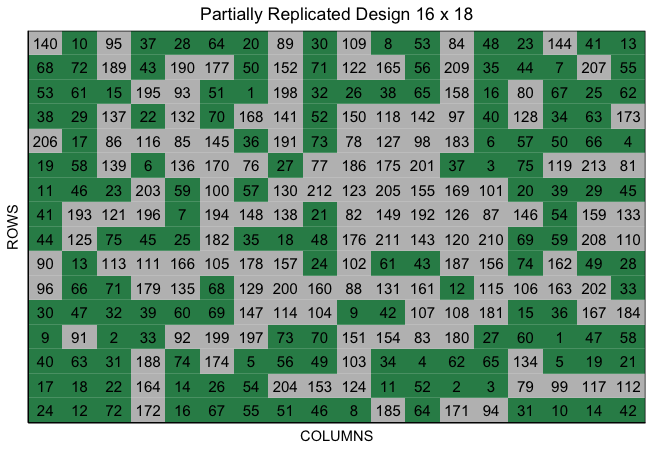 Partially Replicated Design 16 x 18
140 10 95 37 28 64 20 89 30 109 8 53 84 48 23 144 41 13
68 72 189 43 190 177 50 152 71 122 165 56 209 35 44 7 207 55
53 61 15 195 93 51 1 198 32 26 38 65 158 16 80 67 25 62
38 29 137 22 132 70 168 141 52 150 118 142 97 40 128 34 63 173
206 17 86 116 85 145 36 191 73 78 127 98 183 6 57 50 66 4
19 58 139 6 136 170 76 27 77 186 175 201 37 3 75 119 213 81
11 46 23 203 59 100 57 130 212 123 205 155 169 101 20 39 29 45
41 193 121 196 7 194 148 138 21 82 149 192 126 87 146 54 159 133
44 125 75 45 25 182 35 18 48 176 211 143 120 210 69 59 208 110
90 13 113 111 166 105 178 157 24 102 61 43 187 156 74 162 49 28
96 66 71 179 135 68 129 200 160 88 131 161 12 115 106 163 202 33
30 47 32 39 60 69 147 114 104 9 42 107 108 181 15 36 167 184
9 91 2 33 92 199 197 73 70 151 154 83 180 27 60 1 47 58
40 63 31 188 74 174 5 56 49 103 34 4 62 65 134 5 19 21
17 18 22 164 14 26 54 204 153 124 11 52 2 3 79 99 117 112
24 12 72 172 16 67 55 51 46 8 185 64 171 94 31 10 14 42
ROWS
COLUMNS